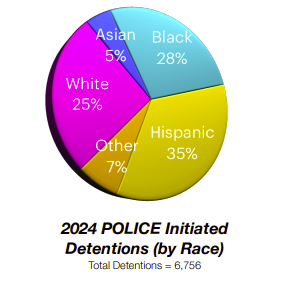 Asian
5%
Black
28%
White
25%
Hispanic
35%
Other
7%
2024 POLICE Initiated
Detentions (by Race)
Total Detentions = 6,756